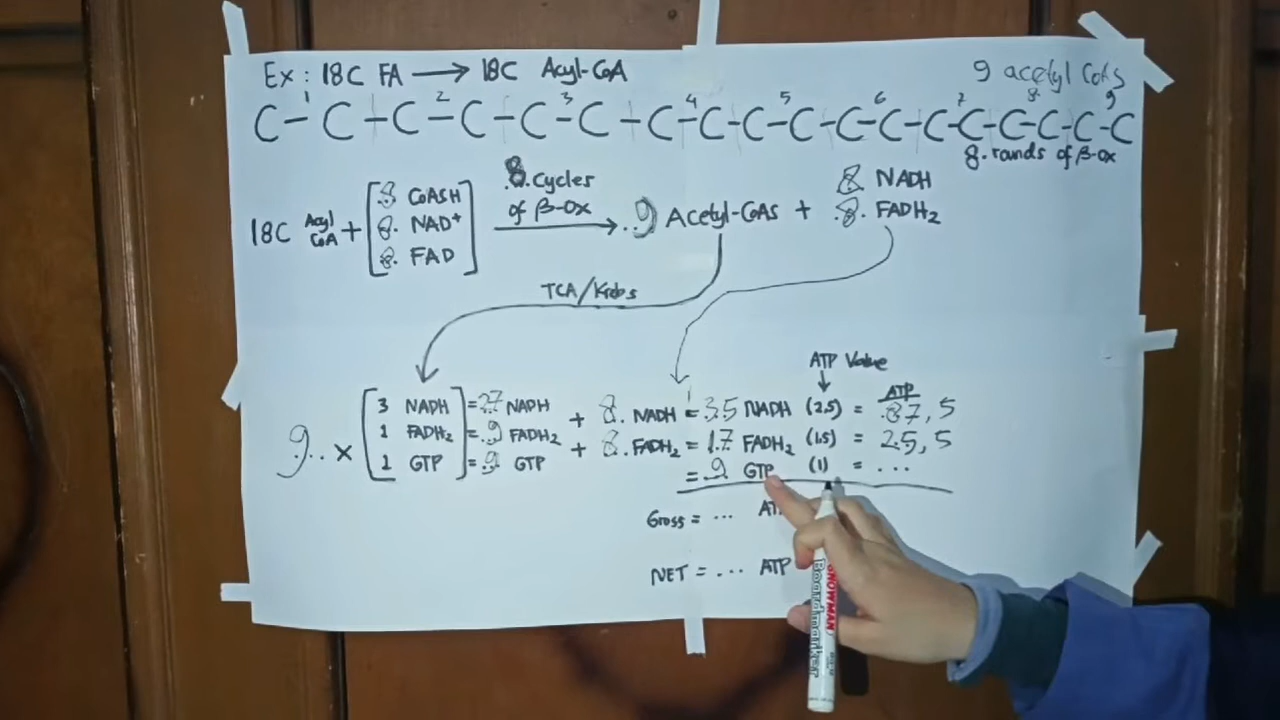 Ex: 18C FA → 18C Acyl-CoA
9 acetyl CoAs
1 2 3 4 5 6 7 8 9
C-C-C-C-C-C-C-C-C-C-C-C-C-C-C-C-C-C
8.rands of β-ox
18C Acyl CoA + [8 CoASH
8. NAD+
8. FAD]
8.Cycles
of β-Ox
→ ..9 Acetyl-CoAs + 8 NADH
.8. FADH2
TCA/Krebs
ATP Value
ATP
9.. × [3 NADH] = 27 NADH + 8. NADH = 35 NADH (2.5) = .87,5
1 FADH2 = .9 FADH2 + 8. FADH2 = 17 FADH2 (1.5) = 25,5
1 GTP = .9 GTP = .9 GTP (1) = ...
Gross = ... AT
NET = ... ATP
SNOWMAN
Boardmarker